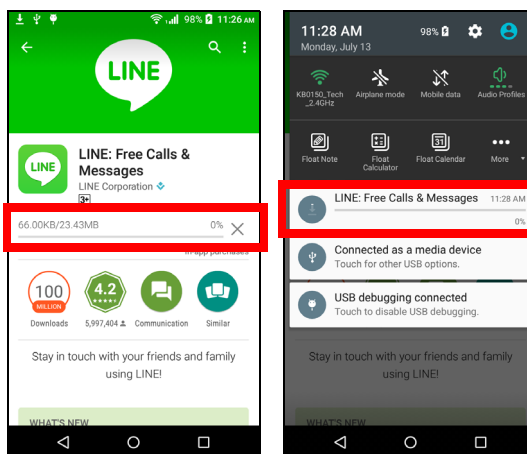 98% 11:26 AM
LINE
LINE
LINE: Free Calls &
Messages
LINE Corporation
3+
66.00KB/23.43MB 0%
In-app purchases
100
MILLION
4.2
Downloads 5,997,404 Communication Similar
Stay in touch with your friends and family
using LINE!
WHAT'S NEW
11:28 AM 98%
Monday, July 13
KB0150_Tech
_2.4GHz
Airplane mode Mobile data Audio Profiles
31
Float Note Float
Calculator Float Calendar More
LINE: Free Calls & Messages 11:28 AM
0%
Connected as a media device
Touch for other USB options.
USB debugging connected
Touch to disable USB debugging.
Stay in touch with your friends and family
using LINE!
WHAT'S NEW